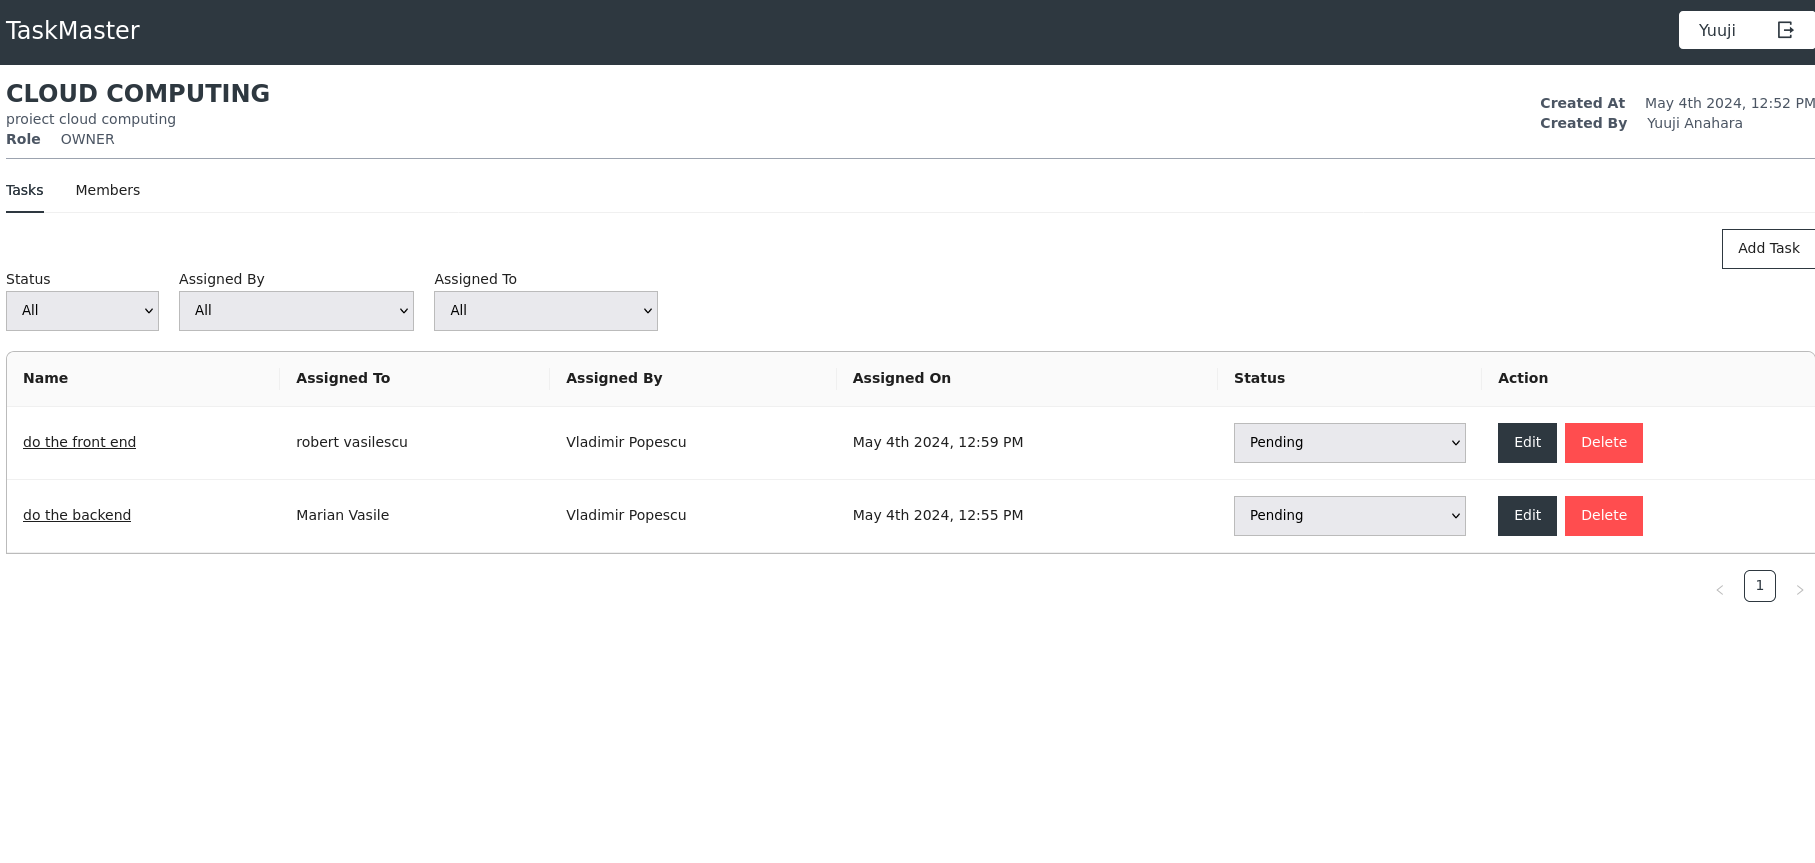 TaskMaster
Yuuji
CLOUD COMPUTING
proiect cloud computing
Role OWNER
Created At May 4th 2024, 12:52 PM
Created By Yuuji Anahara
Tasks Members
Add Task
Status Assigned By Assigned To
All All All
Name Assigned To Assigned By Assigned On Status Action
do the front end robert vasilescu Vladimir Popescu May 4th 2024, 12:59 PM Pending Edit Delete
do the backend Marian Vasile Vladimir Popescu May 4th 2024, 12:55 PM Pending Edit Delete
< 1 >